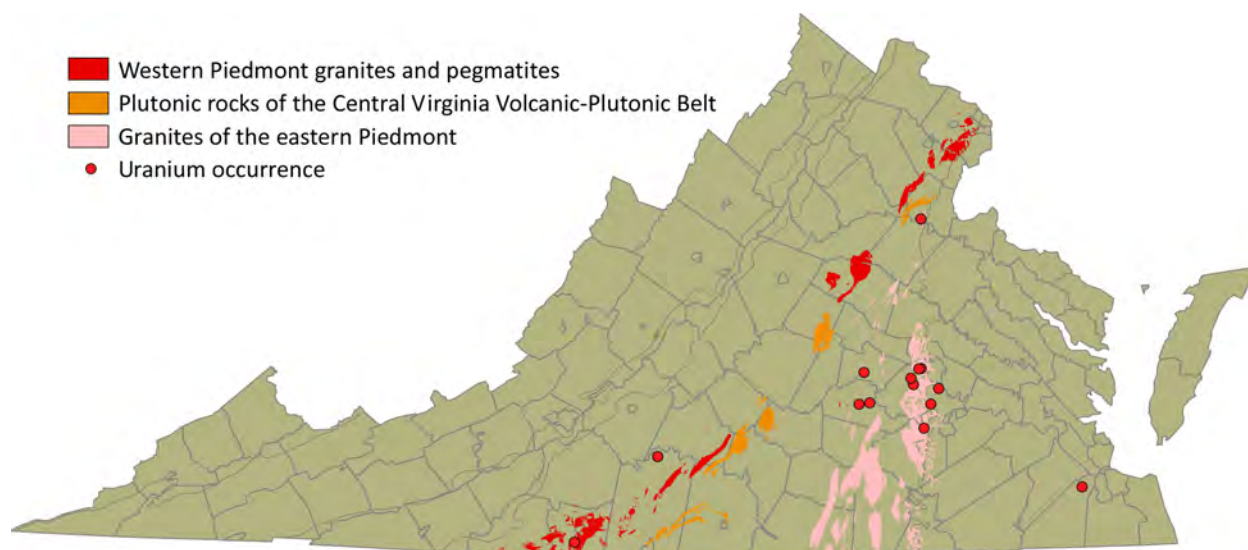 Western Piedmont granites and pegmatites
Plutonic rocks of the Central Virginia Volcanic-Plutonic Belt
Granites of the eastern Piedmont
Uranium occurrence